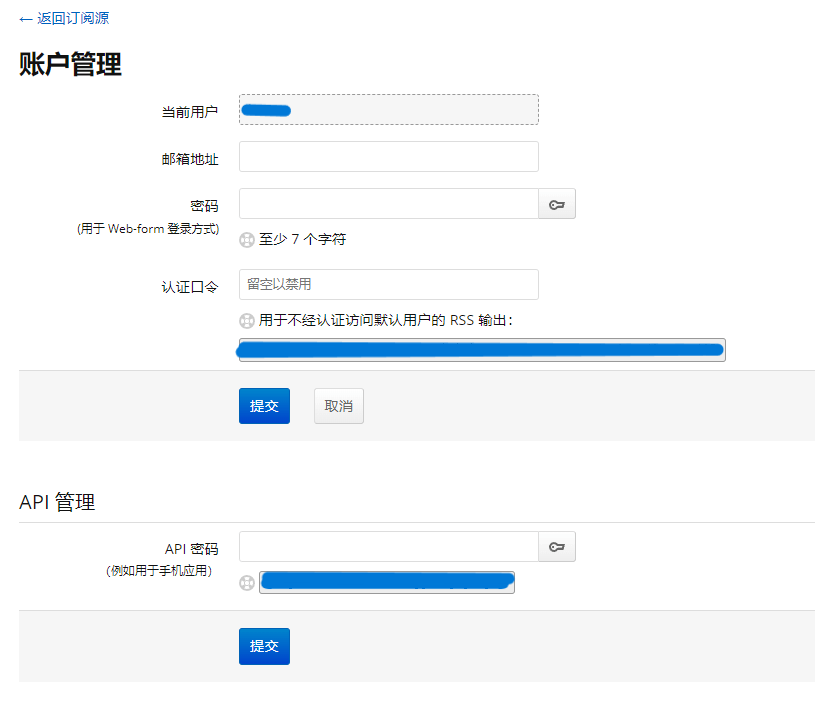 ← 返回订阅源
账户管理
当前用户
邮箱地址
密码
(用于 Web-form 登录方式)
至少 7 个字符
认证口令
留空以禁用
用于不经认证访问默认用户的 RSS 输出：
提交
取消
API 管理
API 密码
(例如用于手机应用)
提交